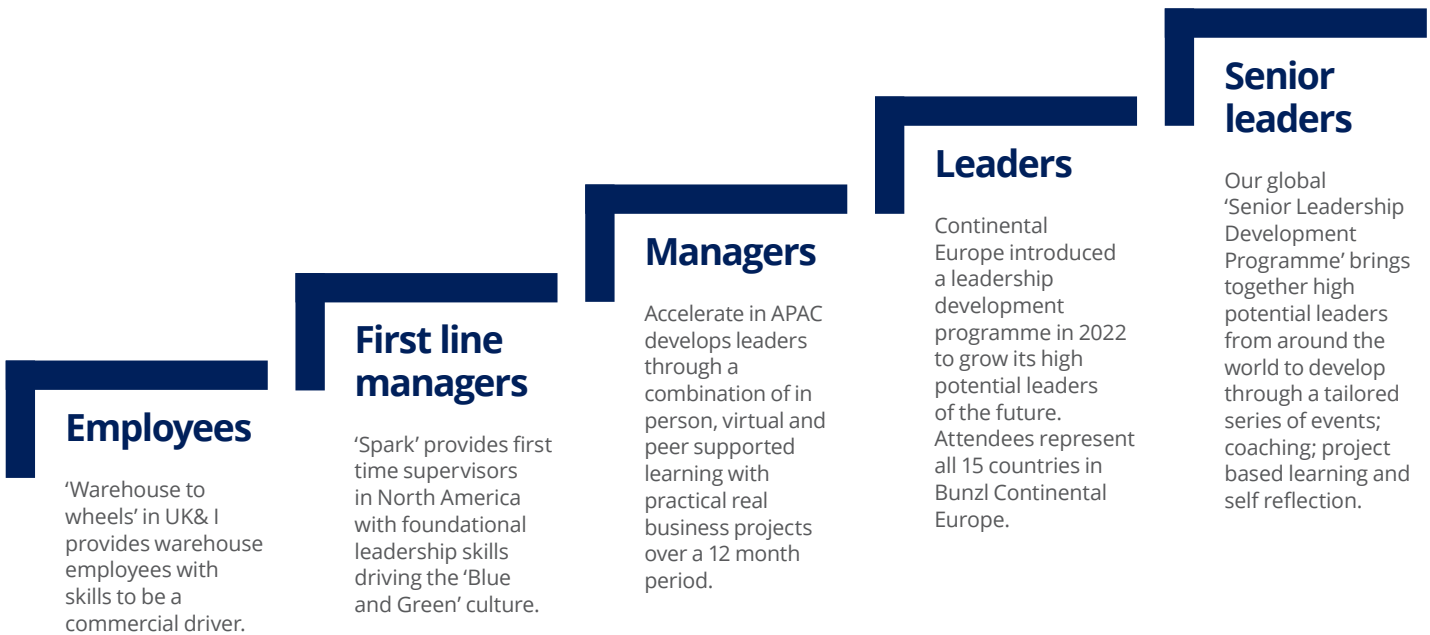 Employees
‘Warehouse to
wheels’ in UK& I
provides warehouse
employees with
skills to be a
commercial driver.
First line
managers
‘Spark’ provides first
time supervisors
in North America
with foundational
leadership skills
driving the ‘Blue
and Green’ culture.
Managers
Accelerate in APAC
develops leaders
through a
combination of in
person, virtual and
peer supported
learning with
practical real
business projects
over a 12 month
period.
Leaders
Continental
Europe introduced
a leadership
development
programme in 2022
to grow its high
potential leaders
of the future.
Attendees represent
all 15 countries in
Bunzl Continental
Europe.
Senior
leaders
Our global
‘Senior Leadership
Development
Programme’ brings
together high
potential leaders
from around the
world to develop
through a tailored
series of events;
coaching; project
based learning and
self reflection.